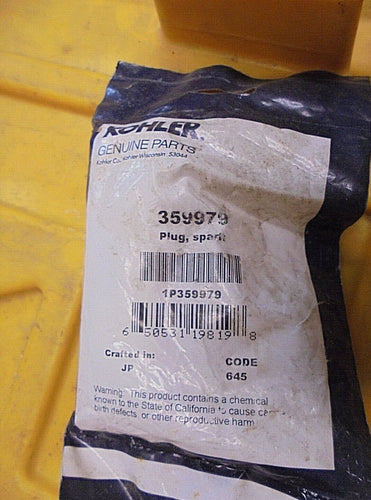 KOHLER.
GENUINE PARTS
Kohler Co. Kohler Wisconsin 53044
359979
Plug, spark
1P359979
6 50531 19819 8
Crafted in: CODE
JP 645
Warning: This product contains a chemical
known to the State of California to cause
birth defects, or other reproductive harm